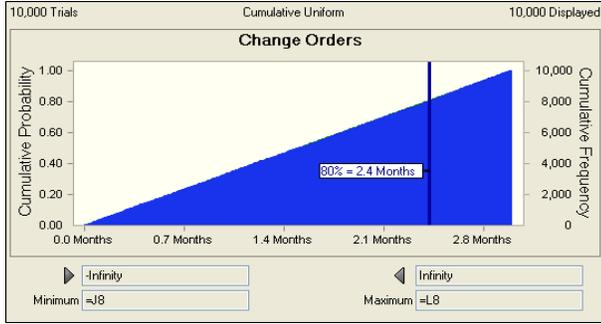 10,000 Trials Cumulative Uniform 10,000 Displayed
Change Orders
Cumulative Probability
1.00
0.80
0.60
0.40
0.20
0.00
80% = 2.4 Months
10,000
8,000
6,000
4,000
2,000
0
Cumulative Frequency
0.0 Months 0.7 Months 1.4 Months 2.1 Months 2.8 Months
-Infinity Infinity
Minimum =J8 Maximum =L8